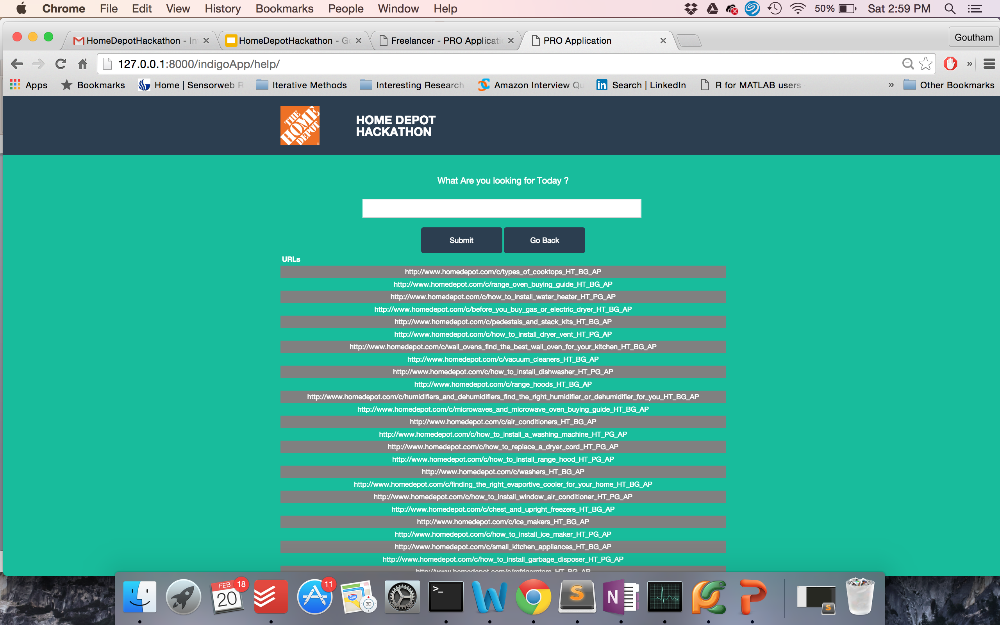 Chrome File Edit View History Bookmarks People Window Help 50% Sat 2:59 PM
HomeDepotHackathon - In HomeDepotHackathon - Go Freelancer - PRO Applicati PRO Application Goutham
127.0.0.1:8000/indigoApp/help/
Apps Bookmarks Home | Sensorweb R Iterative Methods Interesting Research Amazon Interview Qu Search | LinkedIn R for MATLAB users » Other Bookmarks
THE HOME DEPOT
HOME DEPOT
HACKATHON
What Are you looking for Today ?
Submit Go Back
URLs
http://www.homedepot.com/c/types_of_cooktops_HT_BG_AP
http://www.homedepot.com/c/range_oven_buying_guide_HT_BG_AP
http://www.homedepot.com/c/how_to_install_water_heater_HT_PG_AP
http://www.homedepot.com/c/before_you_buy_gas_or_electric_dryer_HT_BG_AP
http://www.homedepot.com/c/pedestals_and_stack_kits_HT_BG_AP
http://www.homedepot.com/c/how_to_install_dryer_vent_HT_PG_AP
http://www.homedepot.com/c/wall_ovens_find_the_best_wall_oven_for_your_kitchen_HT_BG_AP
http://www.homedepot.com/c/vacuum_cleaners_HT_BG_AP
http://www.homedepot.com/c/how_to_install_dishwasher_HT_PG_AP
http://www.homedepot.com/c/range_hoods_HT_BG_AP
http://www.homedepot.com/c/humidifiers_and_dehumidifiers_find_the_right_humidifier_or_dehumidifier_for_you_HT_BG_AP
http://www.homedepot.com/c/microwaves_and_microwave_oven_buying_guide_HT_BG_AP
http://www.homedepot.com/c/air_conditioners_HT_BG_AP
http://www.homedepot.com/c/how_to_install_a_washing_machine_HT_PG_AP
http://www.homedepot.com/c/how_to_replace_a_dryer_cord_HT_PG_AP
http://www.homedepot.com/c/how_to_install_range_hood_HT_PG_AP
http://www.homedepot.com/c/washers_HT_BG_AP
http://www.homedepot.com/c/finding_the_right_evaportive_cooler_for_your_home_HT_BG_AP
http://www.homedepot.com/c/how_to_install_window_air_conditioner_HT_PG_AP
http://www.homedepot.com/c/chest_and_upright_freezers_HT_BG_AP
http://www.homedepot.com/c/ice_makers_HT_BG_AP
http://www.homedepot.com/c/how_to_install_ice_maker_HT_PG_AP
http://www.homedepot.com/c/small_kitchen_appliances_HT_BG_AP
http://www.homedepot.com/c/how_to_install_garbage_disposer_HT_PG_AP
http://www.homedepot.com/c/refrigerators_HT_BG_AP
FEB 18 11
20 280 3D >_ W S N P S